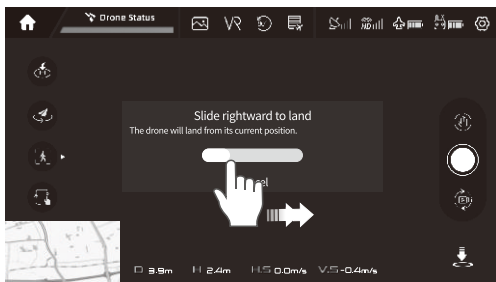 Drone Status
VR
HD
Slide rightward to land
The drone will land from its current position.
D 3.9m H 2.4m H.S 0.0m/s V.S -0.4m/s